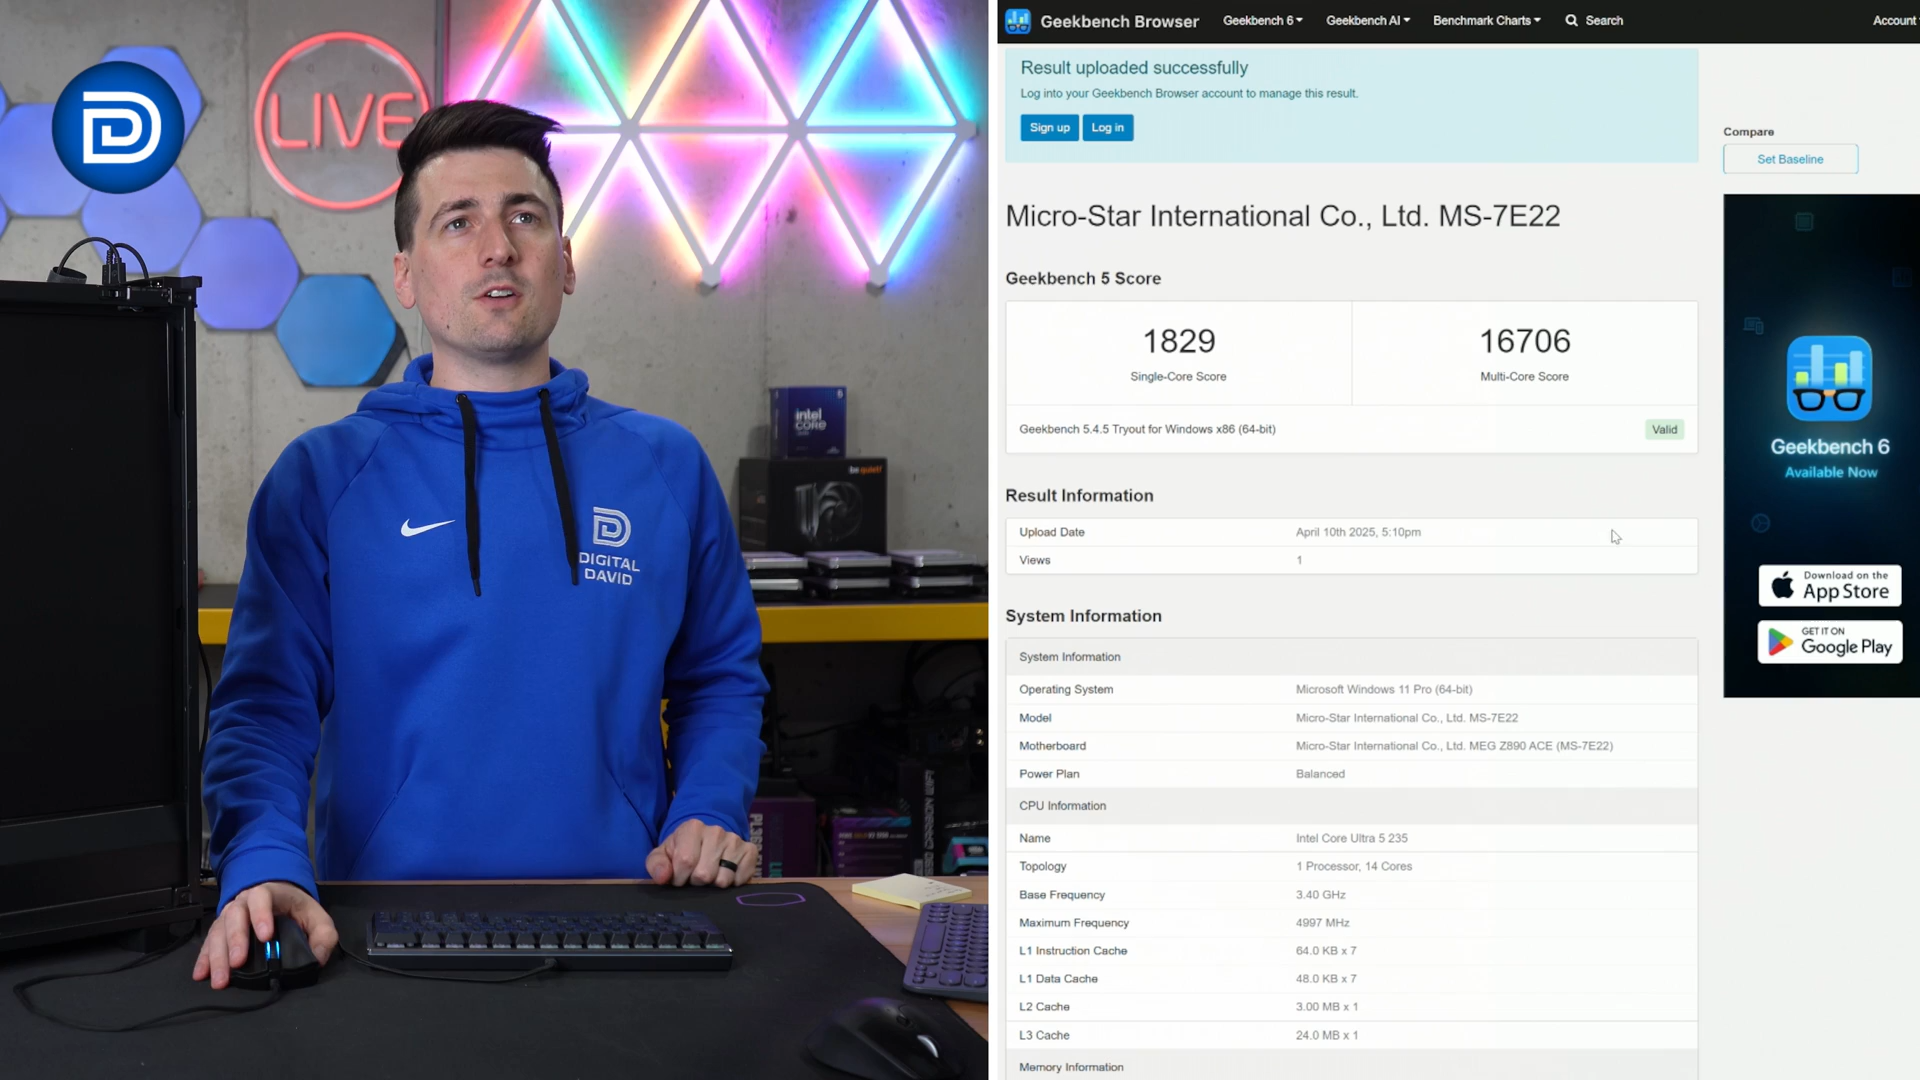 D
LIVE
intel
CORE
be quiet!
DIGITAL
DAVID
Geekbench Browser
Geekbench 6
Geekbench AI
Benchmark Charts
Search
Account
Result uploaded successfully
Log into your Geekbench Browser account to manage this result.
Sign up
Log in
Compare
Set Baseline
Micro-Star International Co., Ltd. MS-7E22
Geekbench 5 Score
1829
16706
Single-Core Score
Multi-Core Score
Geekbench 5.4.5 Tryout for Windows x86 (64-bit)
Valid
Geekbench 6
Available Now
Download on the
App Store
GET IT ON
Google Play
Result Information
Upload Date April 10th 2025, 5:10pm
Views 1
System Information
System Information
Operating System Microsoft Windows 11 Pro (64-bit)
Model Micro-Star International Co., Ltd. MS-7E22
Motherboard Micro-Star International Co., Ltd. MEG Z890 ACE (MS-7E22)
Power Plan Balanced
CPU Information
Name Intel Core Ultra 5 235
Topology 1 Processor, 14 Cores
Base Frequency 3.40 GHz
Maximum Frequency 4997 MHz
L1 Instruction Cache 64.0 KB x 7
L1 Data Cache 48.0 KB x 7
L2 Cache 3.00 MB x 1
L3 Cache 24.0 MB x 1
Memory Information